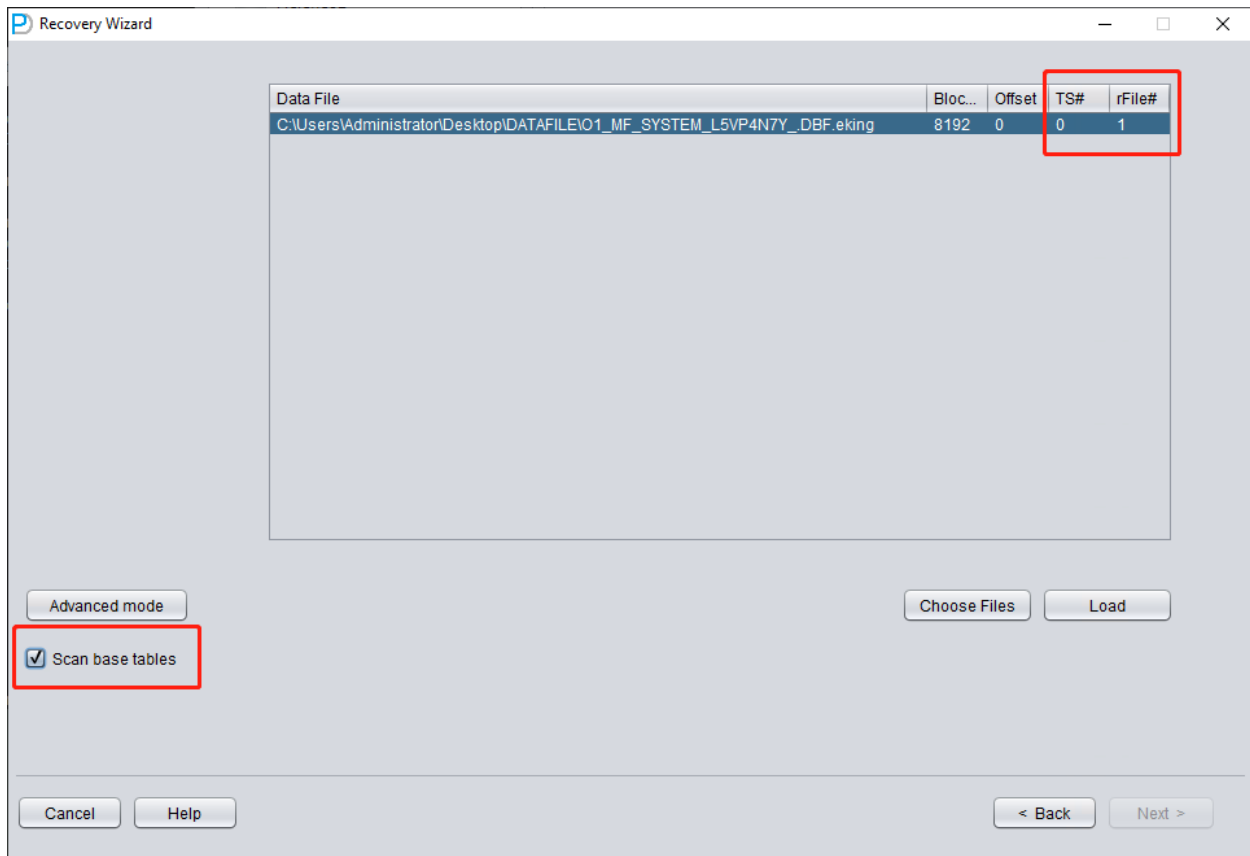 Recovery Wizard
Data File Bloc... Offset TS# rFile#
C:\Users\Administrator\Desktop\DATAFILE\O1_MF_SYSTEM_L5VP4N7Y_.DBF.eking 8192 0 0 1
Advanced mode Choose Files Load
Scan base tables
Cancel Help < Back Next >